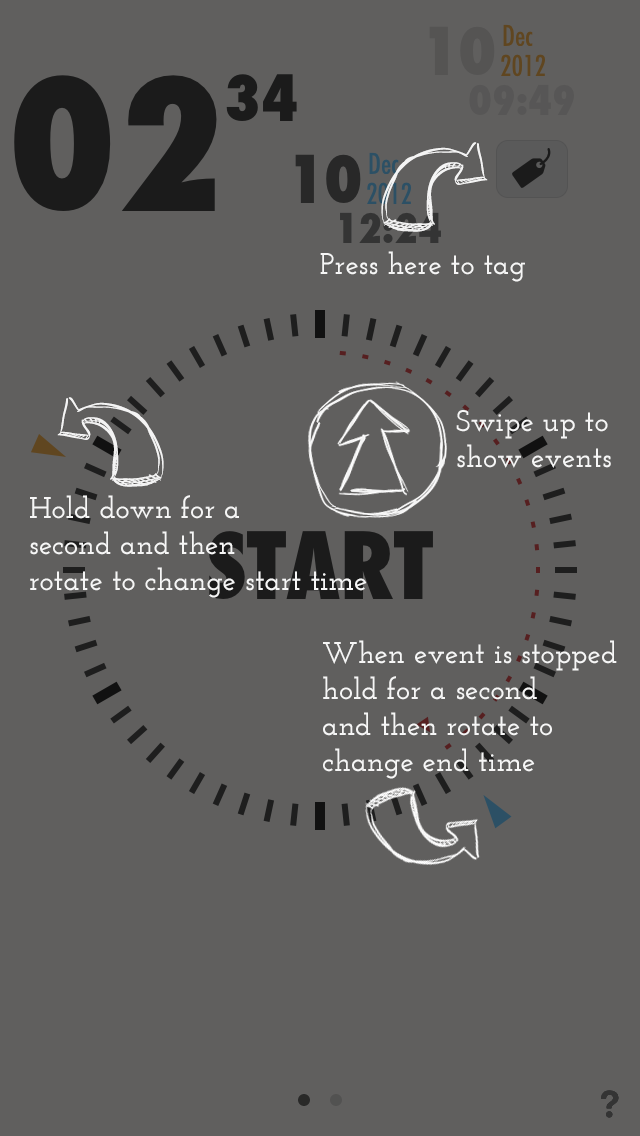 10 Dec
2012
09:49
02 34
10 Dec
2012
12:24
Press here to tag
Swipe up to
show events
Hold down for a
second and then
rotate to change start time
START
When event is stopped
hold for a second
and then rotate to
change end time
?